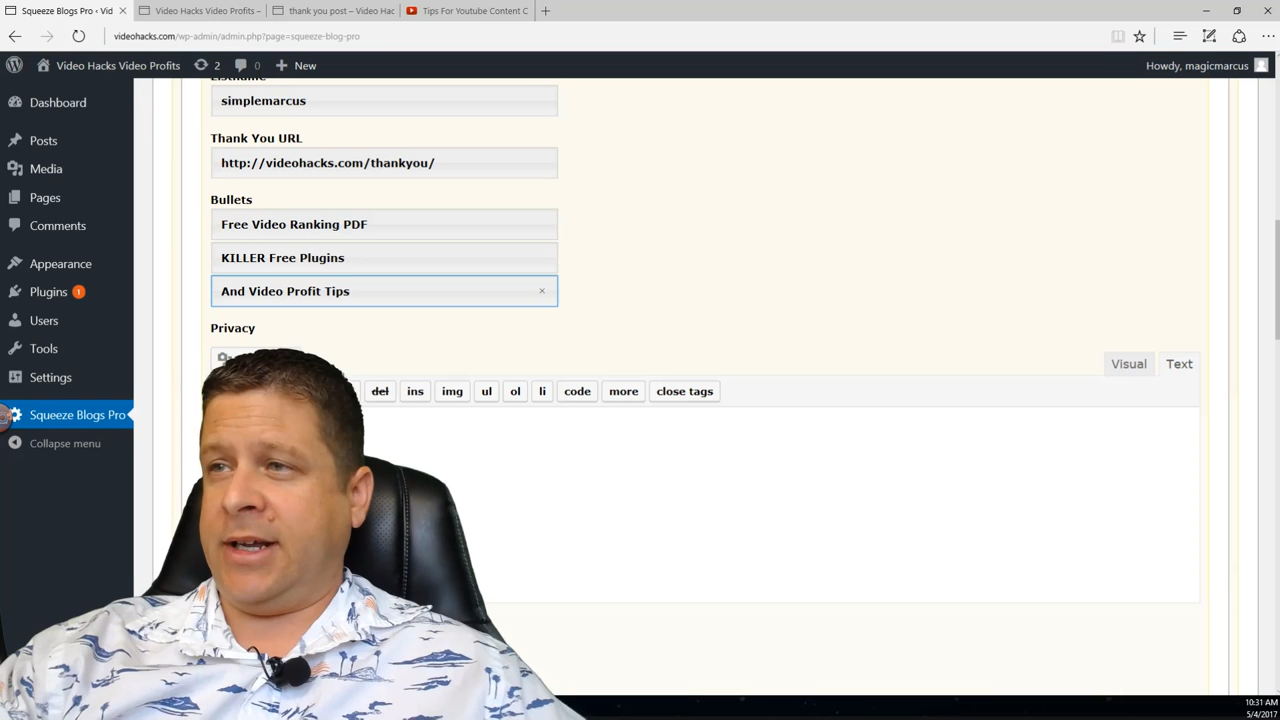 Squeeze Blogs Pro ‹ Vid
Video Hacks Video Profits –
thank you post – Video Hac
Tips For Youtube Content C
videohacks.com/wp-admin/admin.php?page=squeeze-blog-pro
Video Hacks Video Profits
2
0
New
Howdy, magicmarcus
Dashboard
Posts
Media
Pages
Comments
Appearance
Plugins 1
Users
Tools
Settings
Squeeze Blogs Pro
Collapse menu
Listname
simplemarcus
Thank You URL
http://videohacks.com/thankyou/
Bullets
Free Video Ranking PDF
KILLER Free Plugins
And Video Profit Tips
Privacy
Visual Text
del ins img ul ol li code more close tags
10:31 AM
5/4/2017